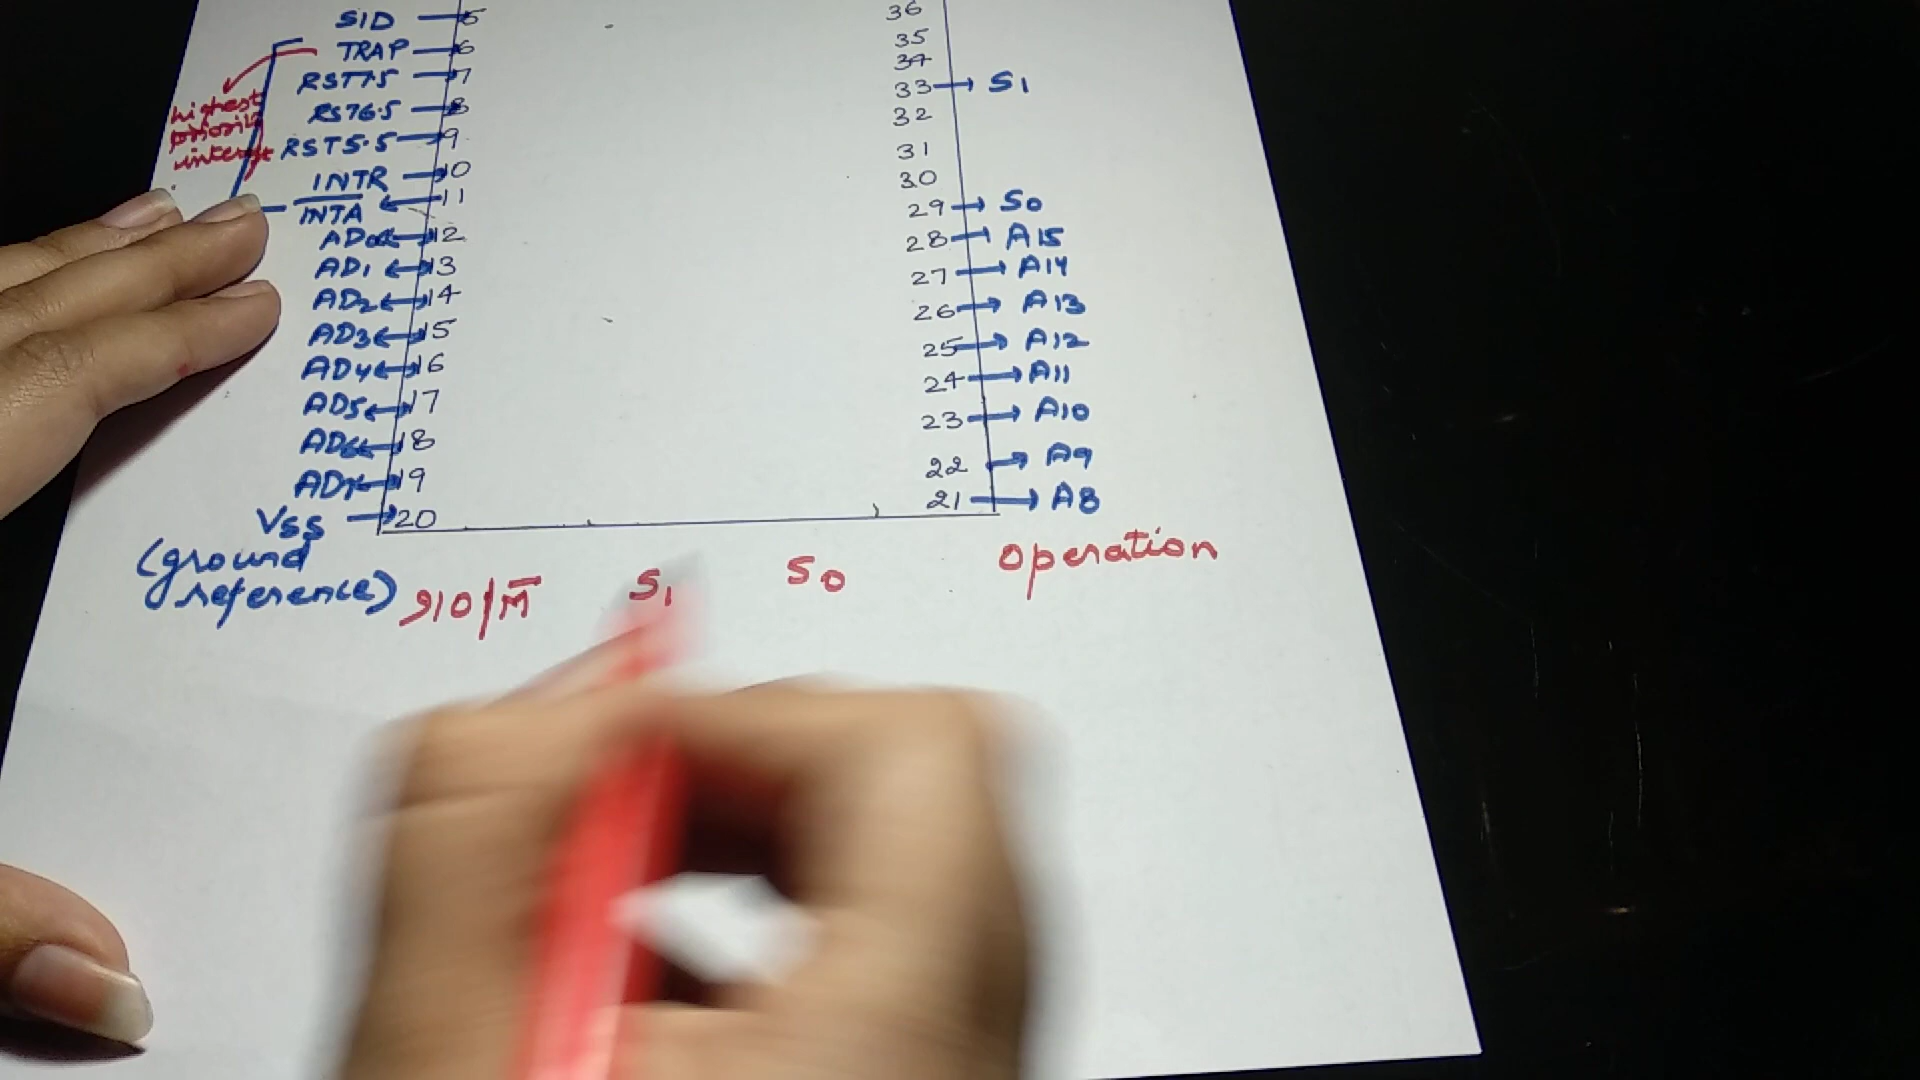 SID 5 36
TRAP 6 35
34
RST7.5 7 33 S1
highest
priority
RS76.5 8 32
RST5.5 9 31
INTR 10 30
INTA 11 29 S0
AD0 12 28 A15
AD1 13 27 A14
AD2 14 26 A13
AD3 15 25 A12
AD4 16 24 A11
AD5 17 23 A10
AD6 18 22 A9
AD7 19 21 A8
Vss 20
(ground
reference)
IO/M̅ S1 S0 Operation